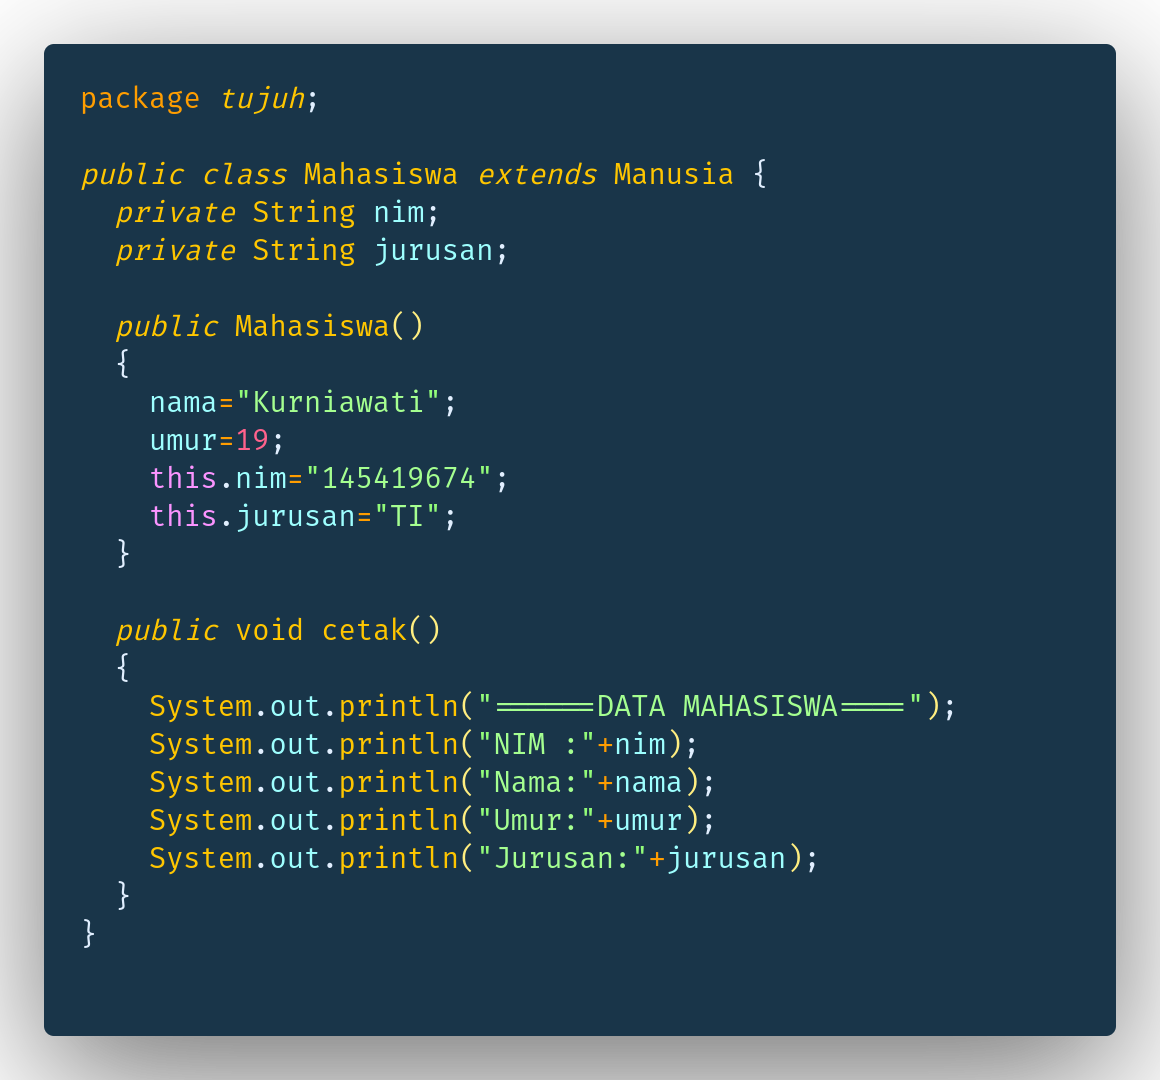 package tujuh;

public class Mahasiswa extends Manusia {
  private String nim;
  private String jurusan;

  public Mahasiswa()
  {
    nama="Kurniawati";
    umur=19;
    this.nim="145419674";
    this.jurusan="TI";
  }

  public void cetak()
  {
    System.out.println("======DATA MAHASISWA====");
    System.out.println("NIM :"+nim);
    System.out.println("Nama:"+nama);
    System.out.println("Umur:"+umur);
    System.out.println("Jurusan:"+jurusan);
  }
}